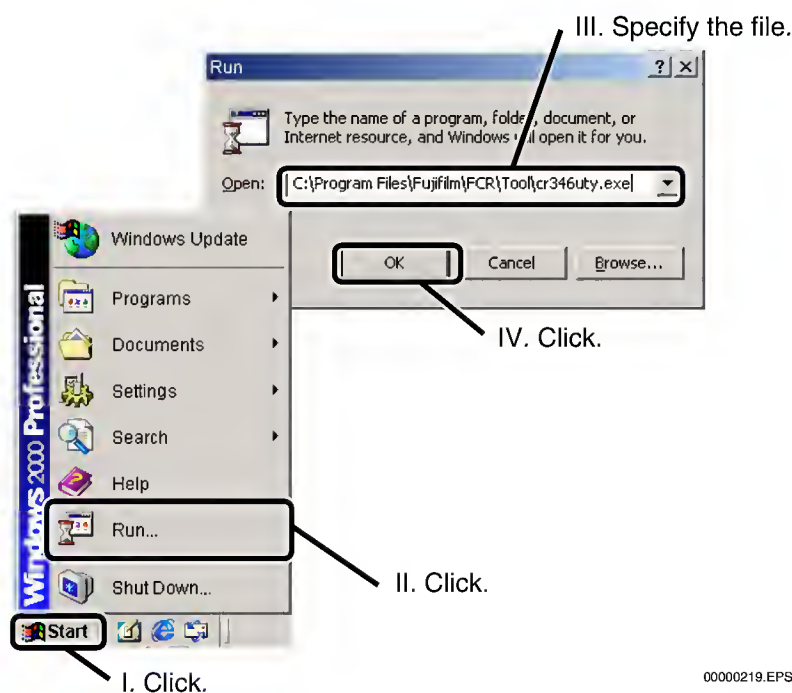 III. Specify the file.
Run
Type the name of a program, folder, document, or
Internet resource, and Windows will open it for you.
Open: C:\Program Files\Fujifilm\FCR\Tool\cr346uty.exe
OK Cancel Browse...
IV. Click.
Windows 2000 Professional
Windows Update
Programs
Documents
Settings
Search
Help
Run...
Shut Down...
II. Click.
Start
I. Click.
00000219.EPS